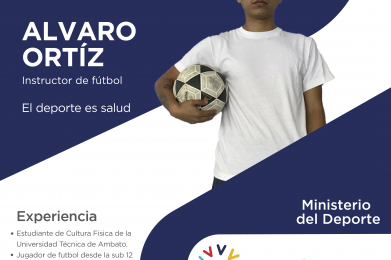 ALVARO
ORTÍZ
Instructor de fútbol
El deporte es salud
Ministerio
del Deporte
Experiencia
• Estudiante de Cultura Física de la
Universidad Técnica de Ambato.
• Jugador de futbol desde la sub 12